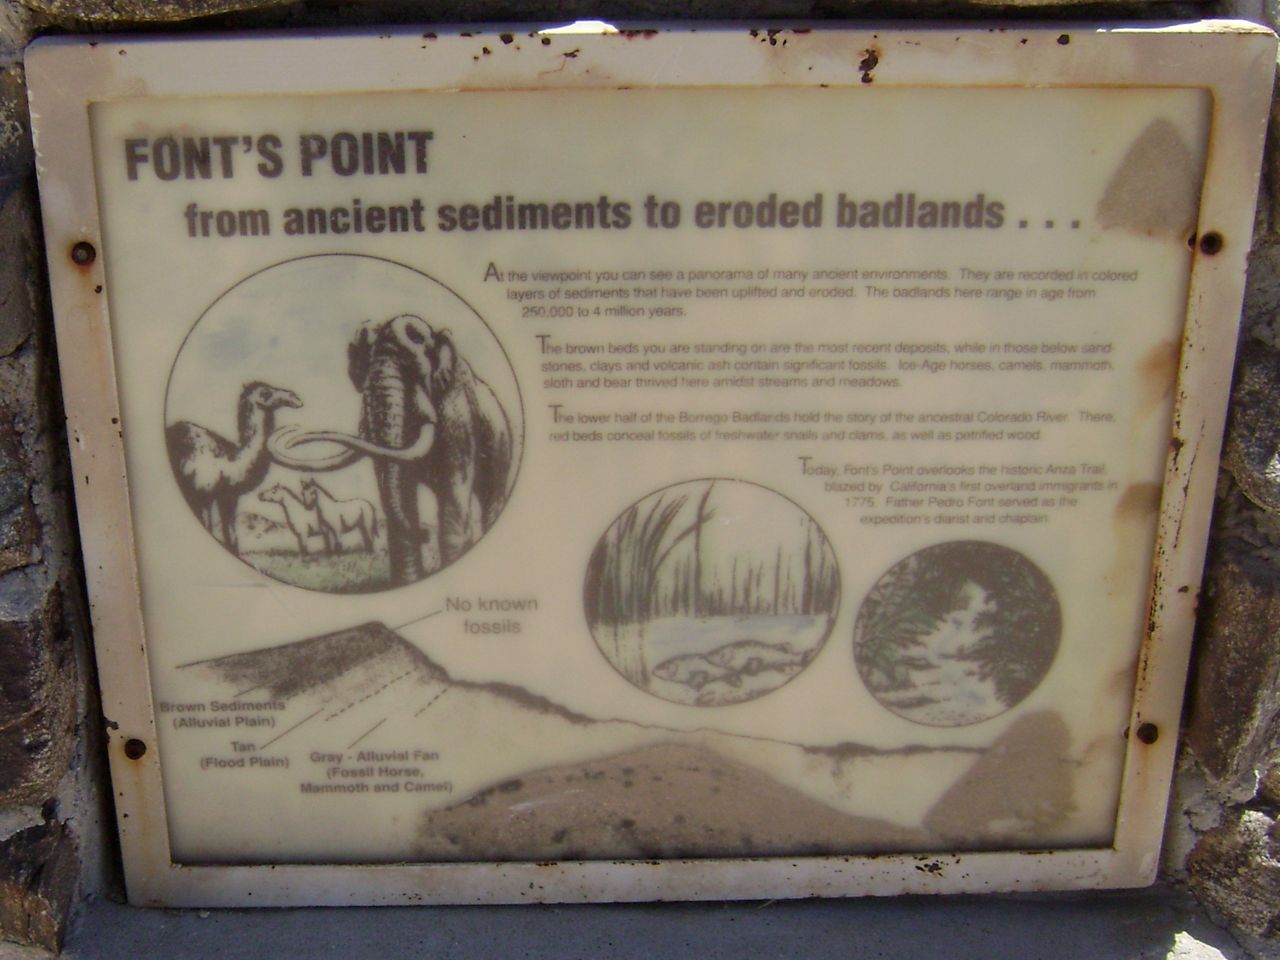 FONT'S POINT
from ancient sediments to eroded badlands . . .
At the viewpoint you can see a panorama of many ancient environments. They are recorded in colored
layers of sediments that have been uplifted and eroded. The badlands here range in age from
250,000 to 4 million years.
The brown beds you are standing on are the most recent deposits, while in those below sand-
stones, clays and volcanic ash contain significant fossils. Ice-Age horses, camels, mammoth,
sloth and bear thrived here amidst streams and meadows.
The lower half of the Borrego Badlands hold the story of the ancestral Colorado River. There,
red beds conceal fossils of freshwater snails and clams, as well as petrified wood.
Today, Font's Point overlooks the historic Anza Trail,
blazed by California's first overland immigrants in
1775. Father Pedro Font served as the
expedition's diarist and chaplain.
No known
fossils
Brown Sediments
(Alluvial Plain)
Tan
(Flood Plain)
Gray - Alluvial Fan
(Fossil Horse,
Mammoth and Camel)